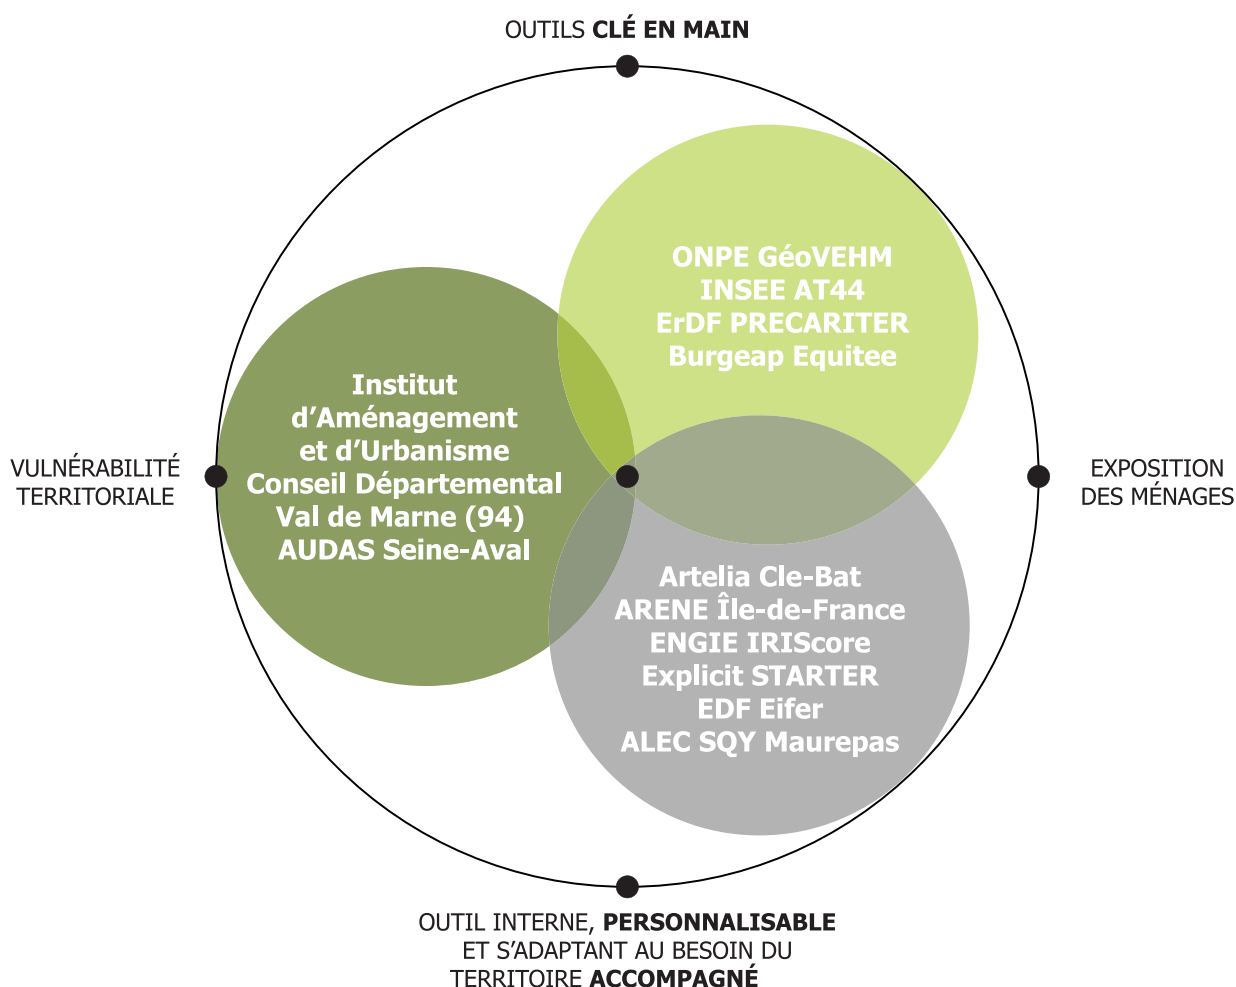 OUTILS CLÉ EN MAIN
ONPE GéoVEHM
INSEE AT44
ErDF PRECARITER
Burgeap Equitee
Institut
d’Aménagement
et d’Urbanisme
Conseil Départemental
Val de Marne (94)
AUDAS Seine-Aval
VULNÉRABILITÉ
TERRITORIALE
EXPOSITION
DES MÉNAGES
Artelia Cle-Bat
ARENE Île-de-France
ENGIE IRIScore
Explicit STARTER
EDF Eifer
ALEC SQY Maurepas
OUTIL INTERNE, PERSONNALISABLE
ET S’ADAPTANT AU BESOIN DU
TERRITOIRE ACCOMPAGNÉ